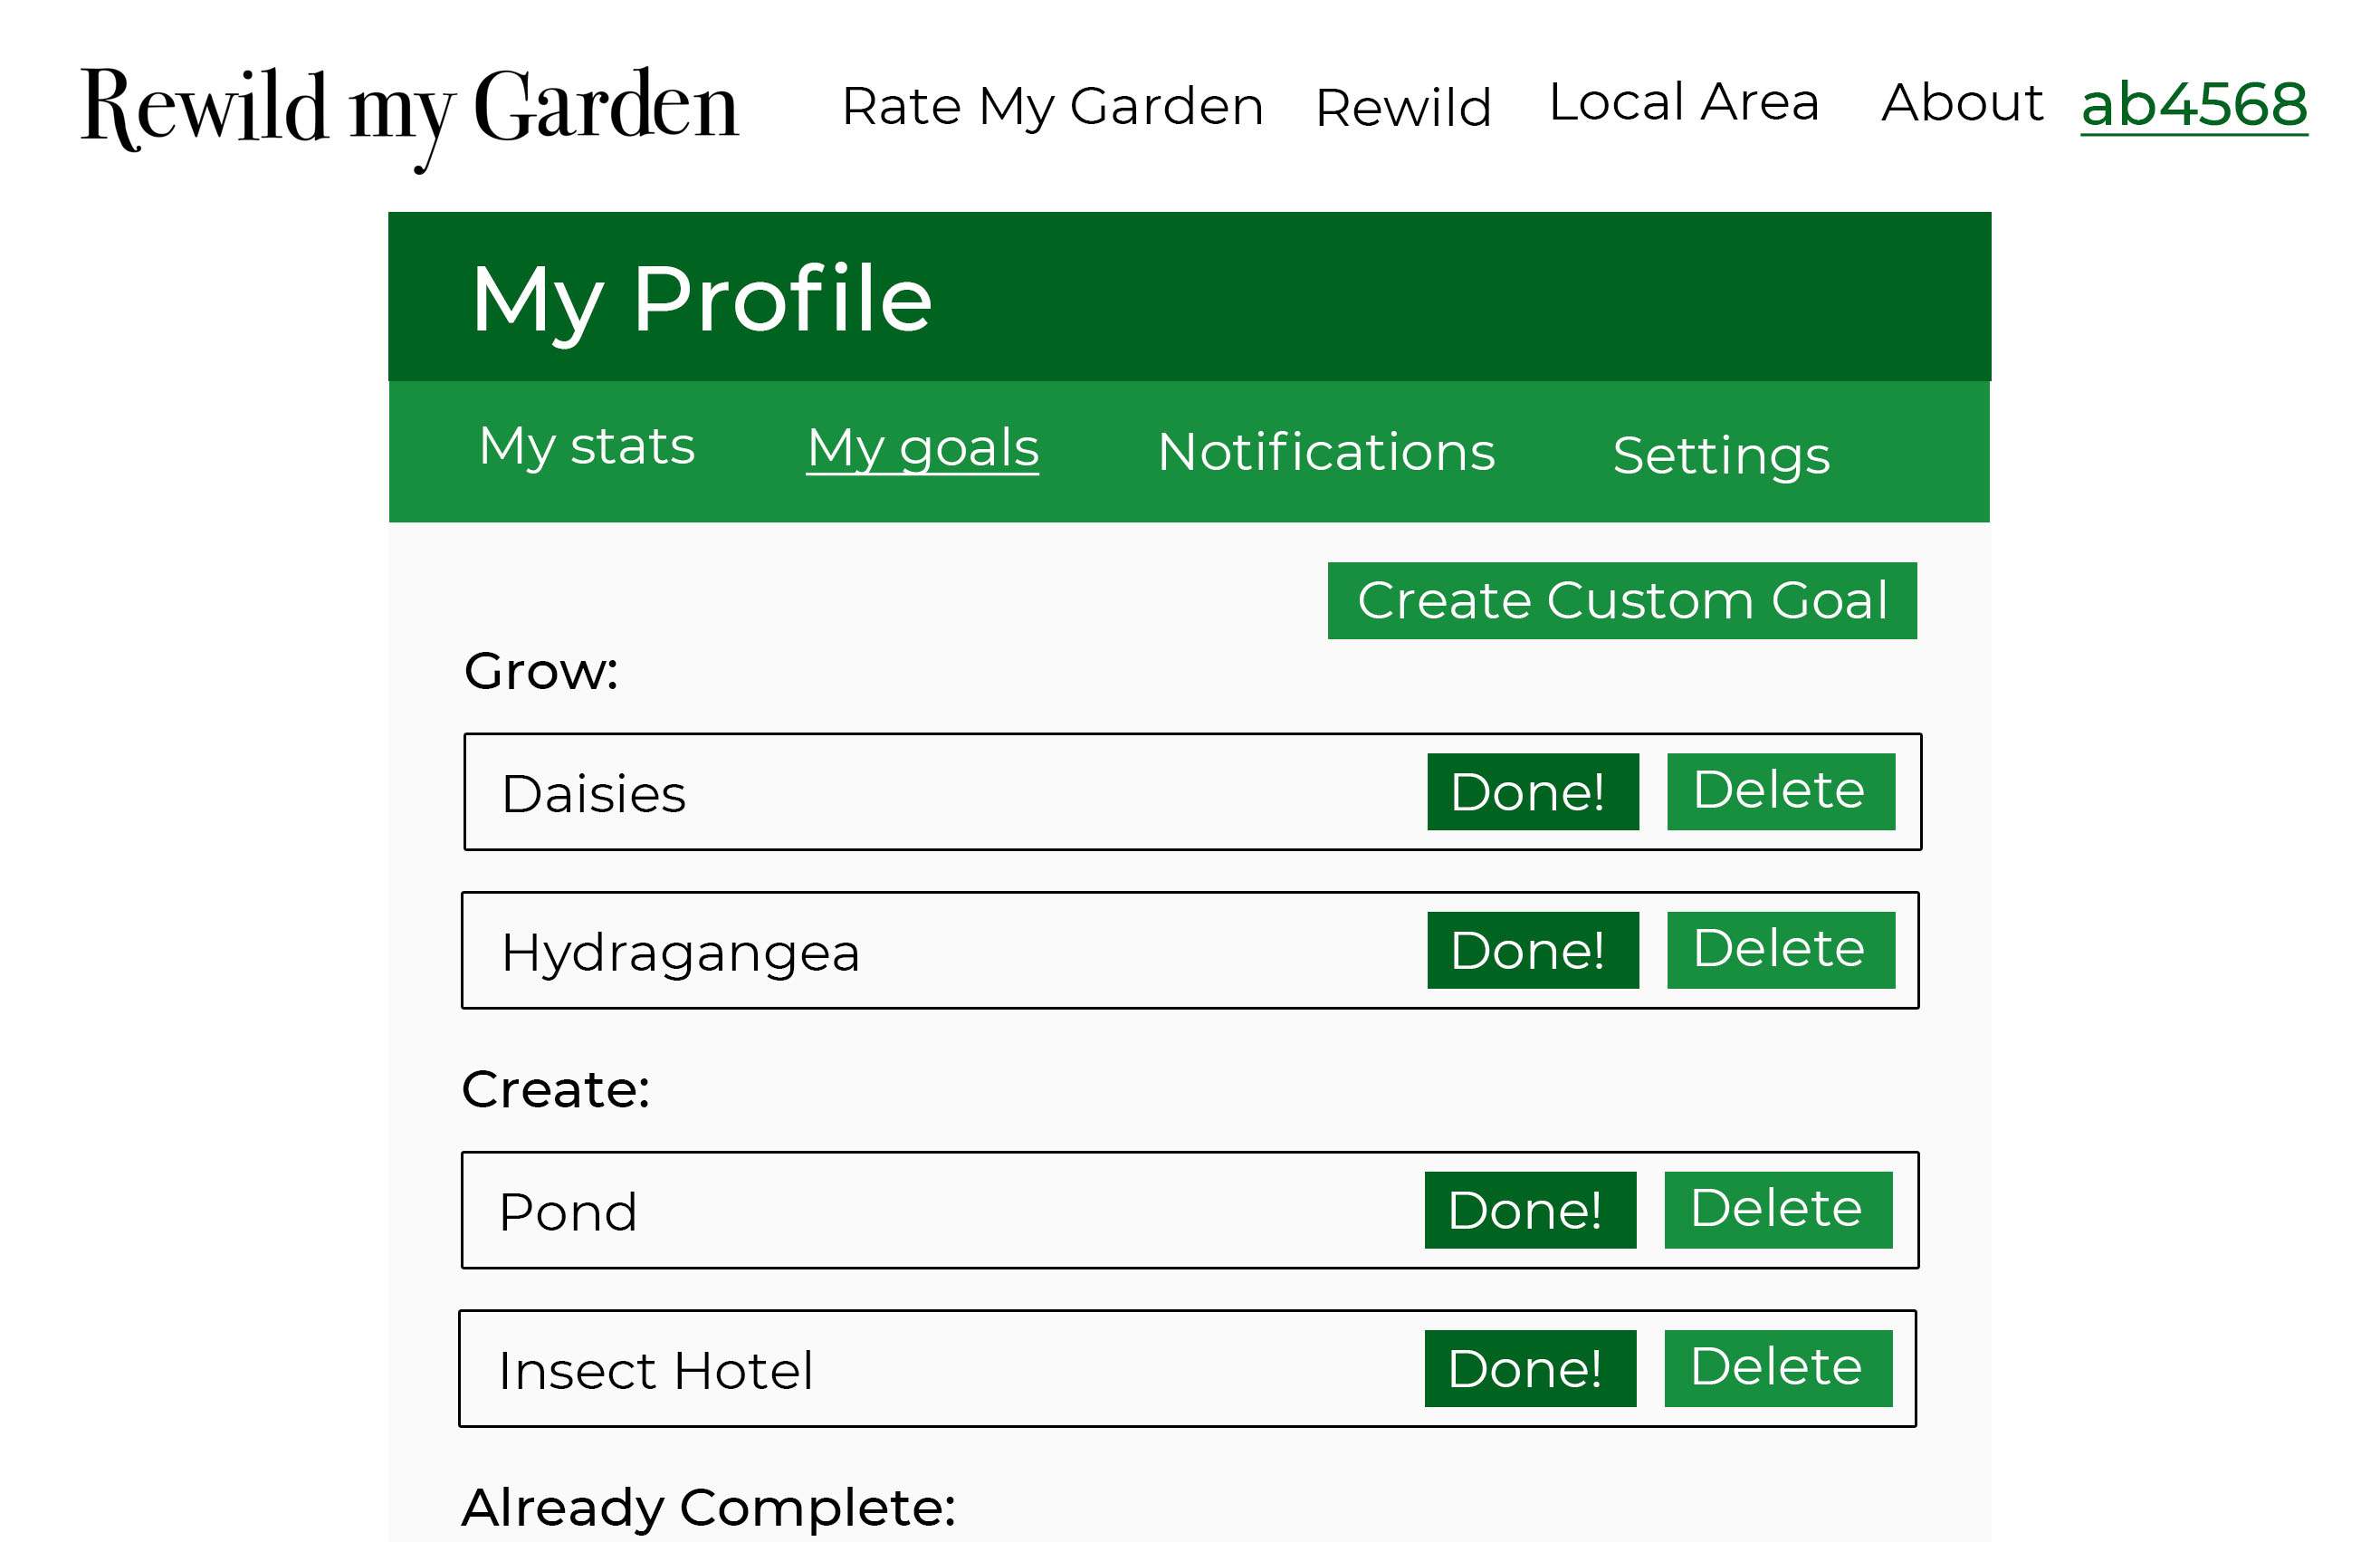 Rewild my Garden Rate My Garden Rewild Local Area About ab4568
My Profile
My stats My goals Notifications Settings
Create Custom Goal
Grow:
Daisies Done! Delete
Hydragangea Done! Delete
Create:
Pond Done! Delete
Insect Hotel Done! Delete
Already Complete: